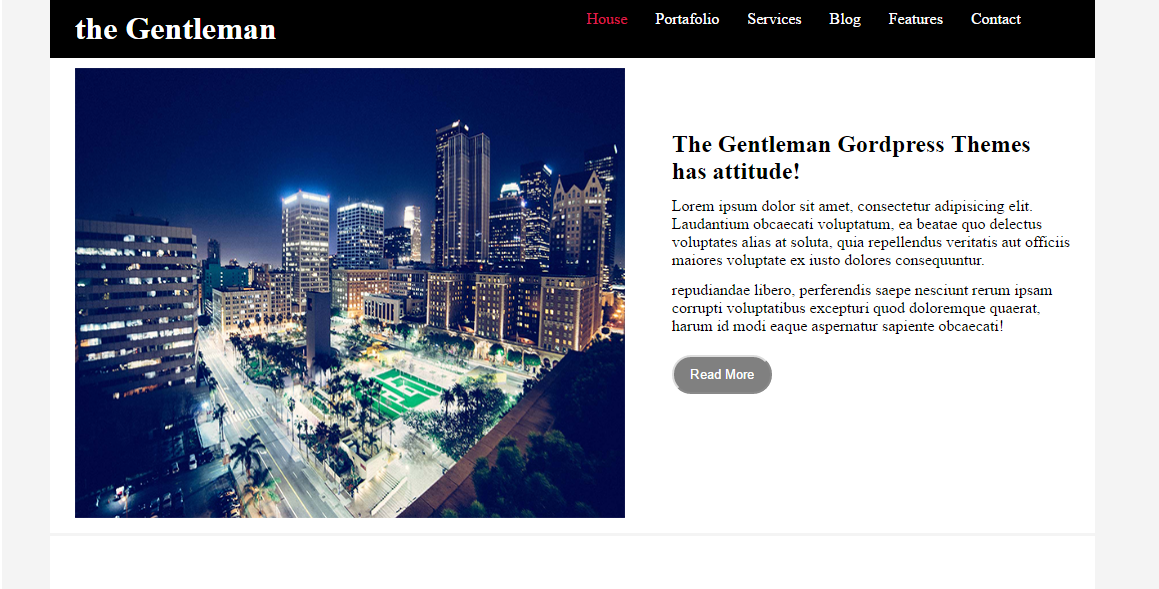 the Gentleman
House Portafolio Services Blog Features Contact
The Gentleman Gordpress Themes
has attitude!
Lorem ipsum dolor sit amet, consectetur adipisicing elit.
Laudantium obcaecati voluptatum, ea beatae quo delectus
voluptates alias at soluta, quia repellendus veritatis aut officiis
maiores voluptate ex iusto dolores consequuntur.
repudiandae libero, perferendis saepe nesciunt rerum ipsam
corrupti voluptatibus excepturi quod doloremque quaerat,
harum id modi eaque aspernatur sapiente obcaecati!
Read More